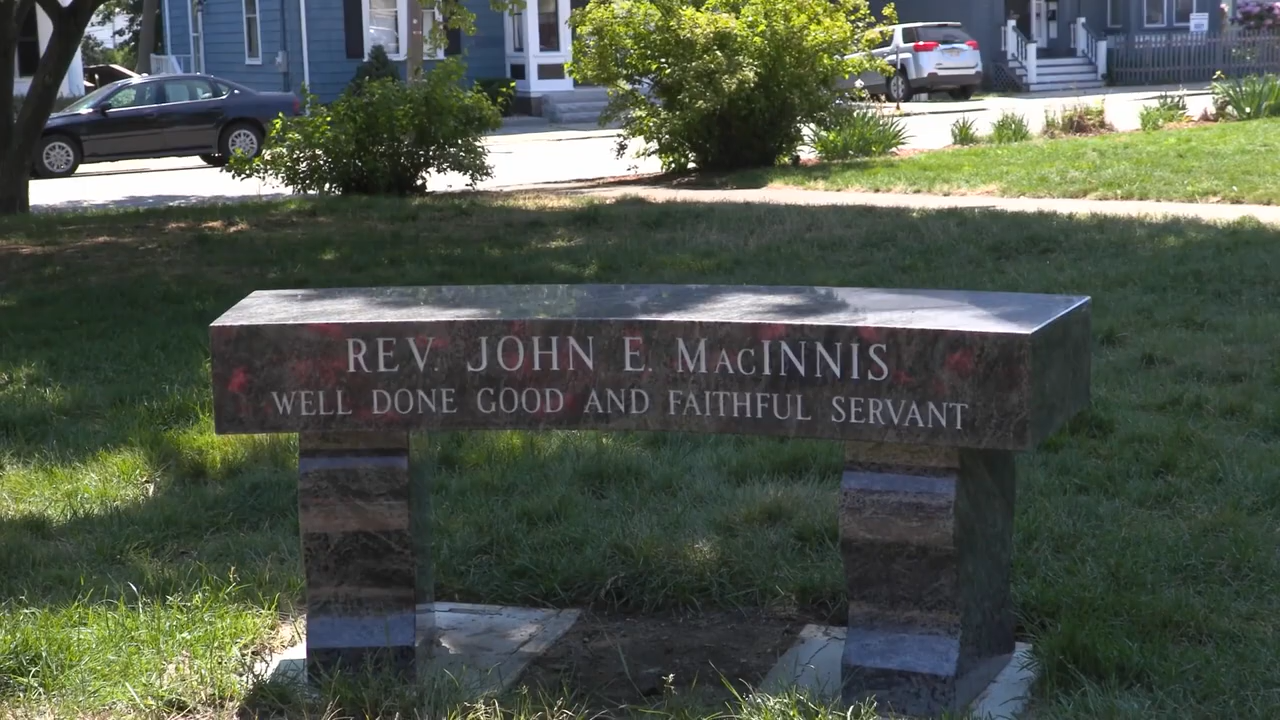 REV. JOHN E. MacINNIS
WELL DONE GOOD AND FAITHFUL SERVANT